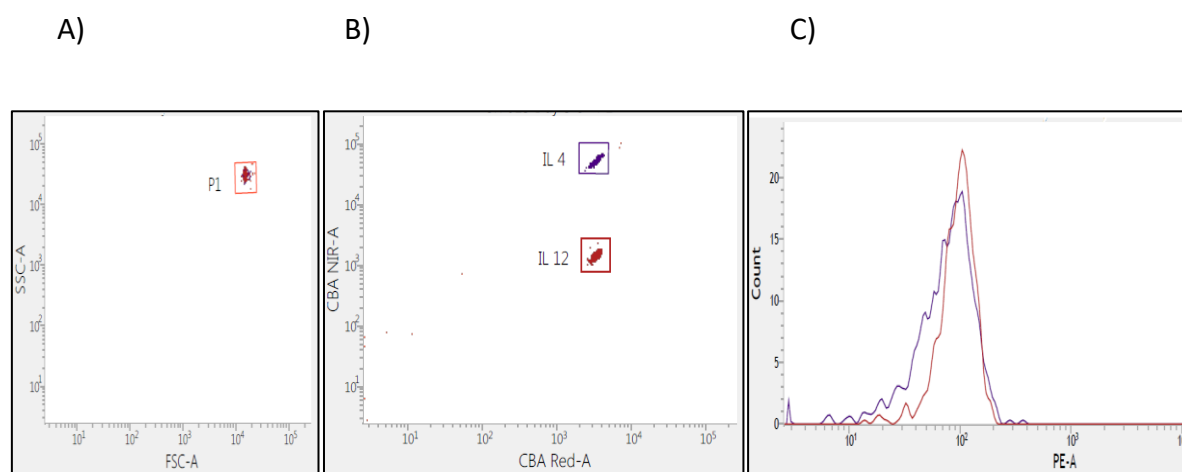 A)
B)
C)
SSC-A
10⁵
10⁴
10³
10²
10¹
P1
10¹ 10² 10³ 10⁴ 10⁵
FSC-A
CBA NIR-A
10⁵
10⁴
10³
10²
10¹
IL 4
IL 12
10¹ 10² 10³ 10⁴ 10⁵
CBA Red-A
Count
20
15
10
5
0
10¹ 10² 10³
PE-A